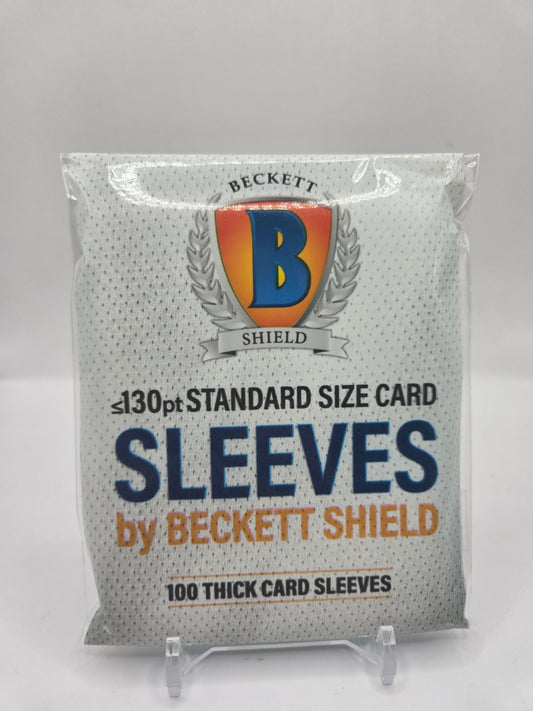 BECKETT
B
SHIELD
≤130pt STANDARD SIZE CARD
SLEEVES
by BECKETT SHIELD
100 THICK CARD SLEEVES